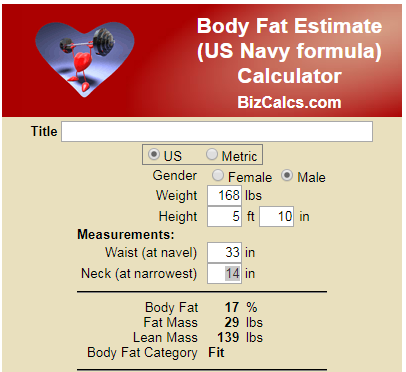 Body Fat Estimate
(US Navy formula)
Calculator
BizCalcs.com
Title
US Metric
Gender Female Male
Weight 168 lbs
Height 5 ft 10 in
Measurements:
Waist (at navel) 33 in
Neck (at narrowest) 14 in
Body Fat 17 %
Fat Mass 29 lbs
Lean Mass 139 lbs
Body Fat Category Fit